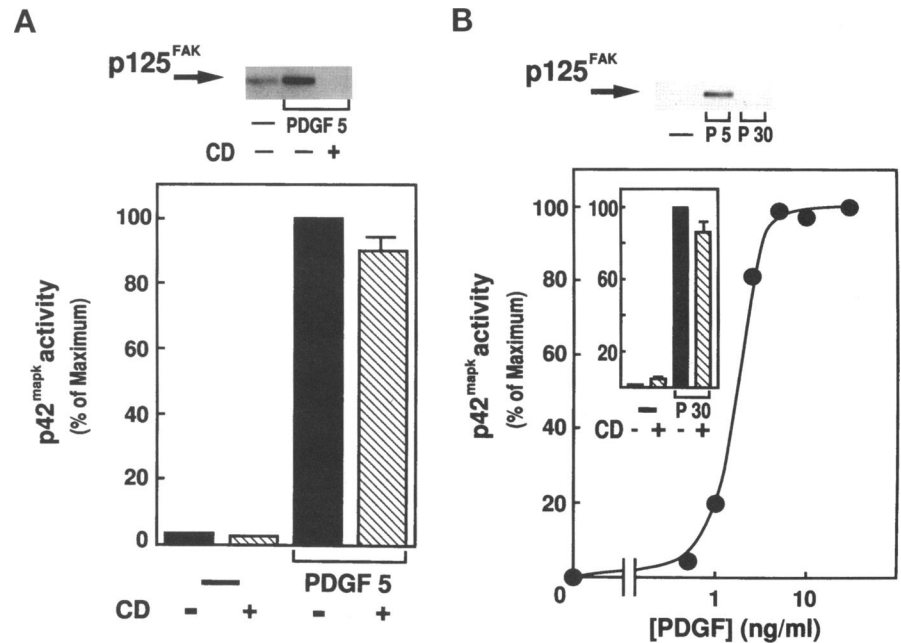 A
p125FAK
— PDGF 5
CD — — +
p42mapk activity
(% of Maximum)
100
80
60
40
20
0
— PDGF 5
CD - + - +
B
p125FAK
— P 5 P 30
p42mapk activity
(% of Maximum)
100
80
60
40
20
0
100
60
20
- P 30
CD - + - +
1 10
[PDGF] (ng/ml)